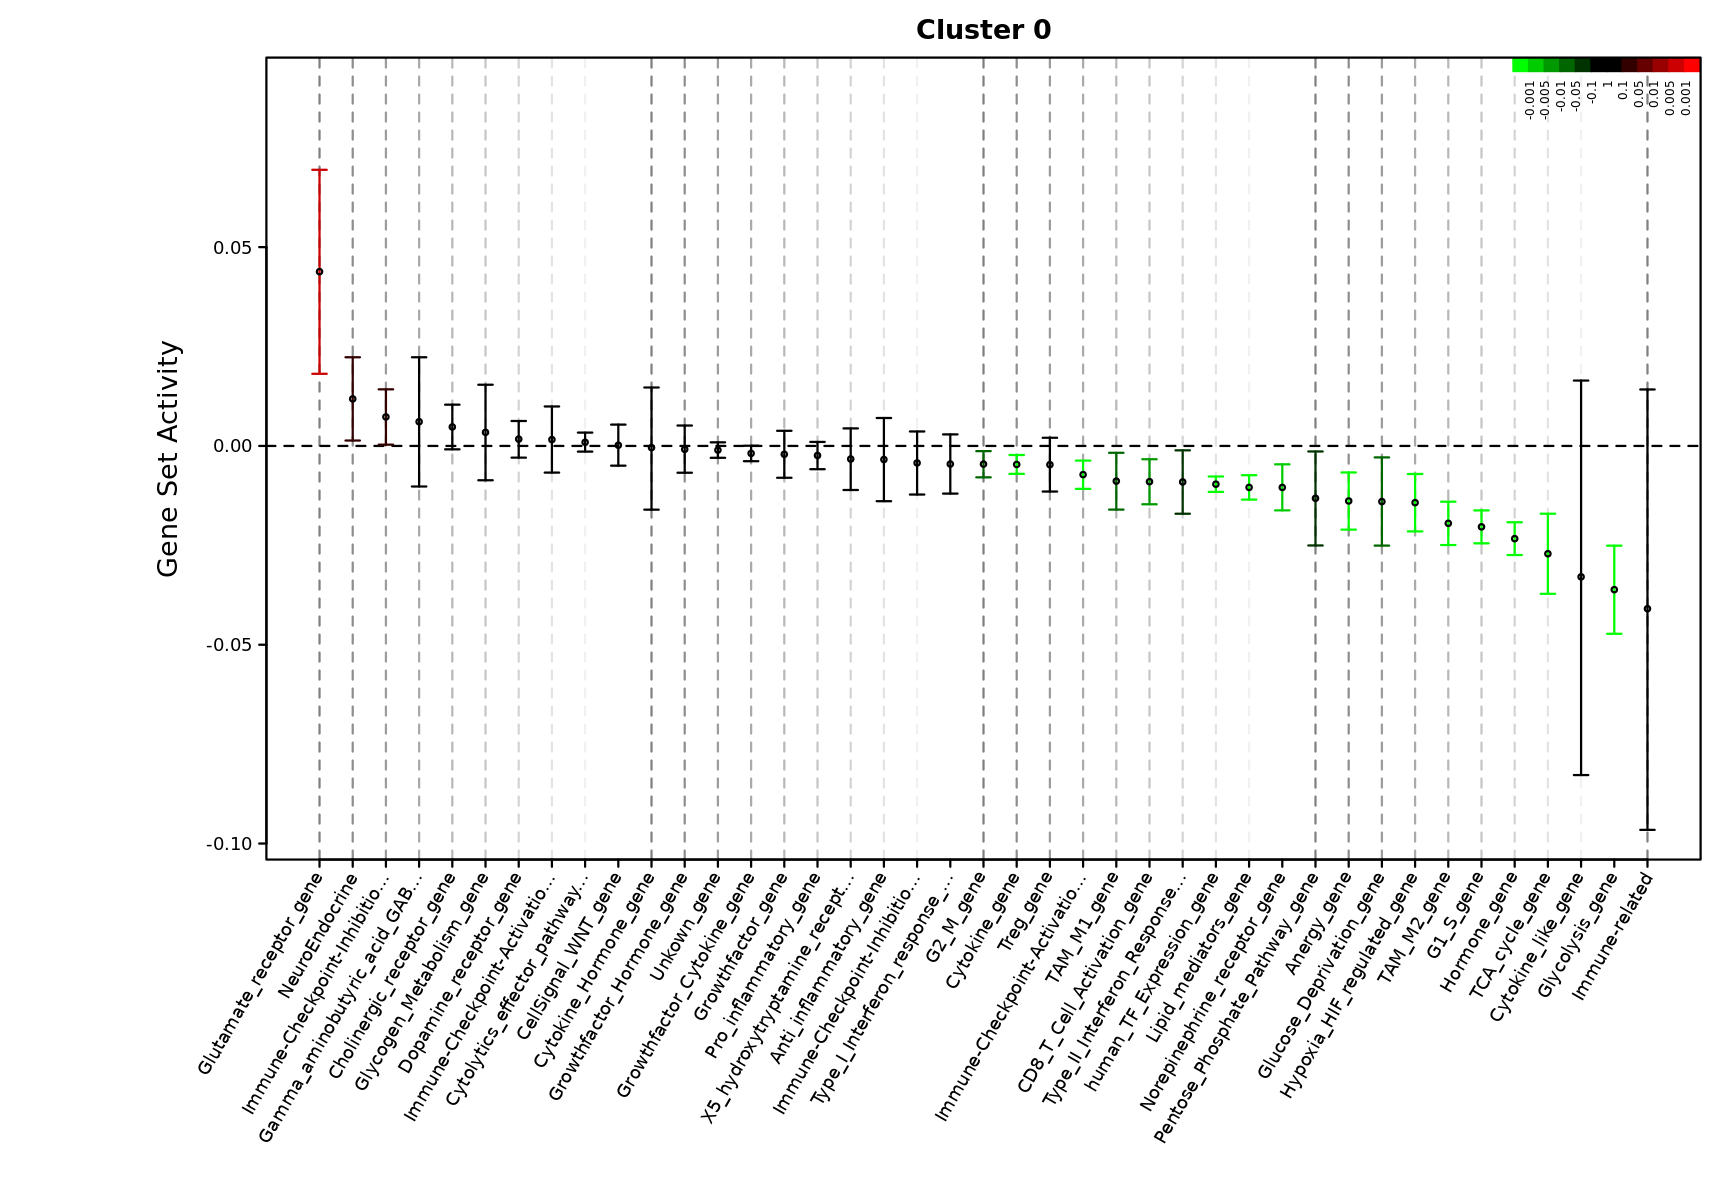 Cluster 0
-0.001
-0.005
-0.01
-0.05
-0.1
1
0.1
0.05
0.01
0.005
0.001
Gene Set Activity
0.05
0.00
-0.05
-0.10
Glutamate_receptor_gene
NeuroEndocrine
Immune-Checkpoint-Inhibitio...
Gamma_aminobutyric_acid_GAB...
Cholinergic_receptor_gene
Glycogen_Metabolism_gene
Dopamine_receptor_gene
Immune-Checkpoint-Activatio...
Cytolytics_effector_pathway...
CellSignal_WNT_gene
Cytokine_Hormone_gene
Growthfactor_Hormone_gene
Unkown_gene
Growthfactor_Cytokine_gene
Growthfactor_gene
Pro_inflammatory_gene
X5_hydroxytryptamine_recept...
Anti_inflammatory_gene
Immune-Checkpoint-Inhibitio...
Type_I_Interferon_response_...
G2_M_gene
Cytokine_gene
Treg_gene
Immune-Checkpoint-Activatio...
TAM_M1_gene
CD8_T_Cell_Activation_gene
Type_II_Interferon_Response...
human_TF_Expression_gene
Lipid_mediators_gene
Norepinephrine_receptor_gene
Pentose_Phosphate_Pathway_gene
Anergy_gene
Glucose_Deprivation_gene
Hypoxia_HIF_regulated_gene
TAM_M2_gene
G1_S_gene
Hormone_gene
TCA_cycle_gene
Cytokine_like_gene
Glycolysis_gene
Immune-related